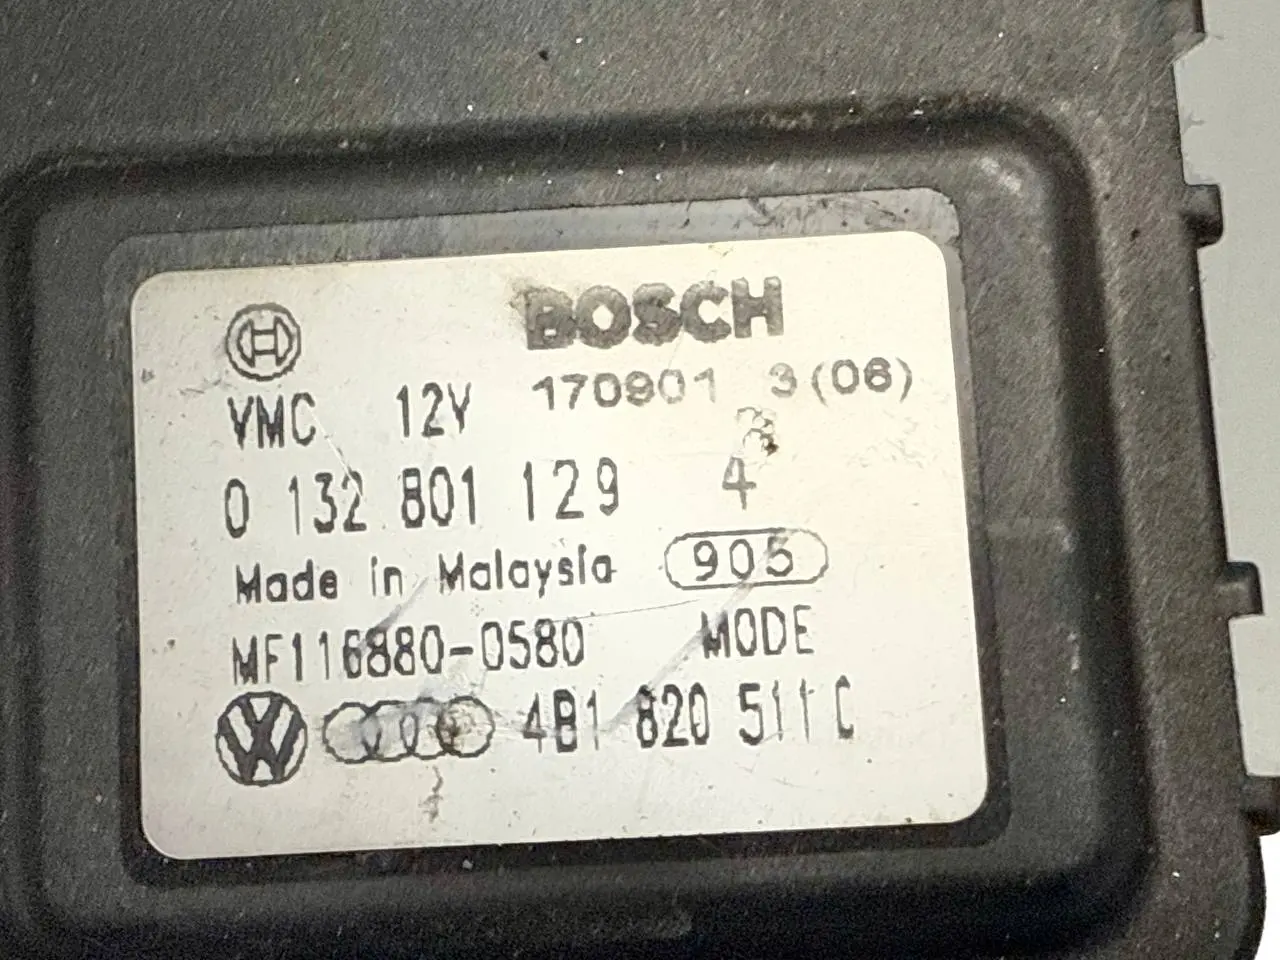 BOSCH
170901 3(06)
VMC 12V
3
0 132 801 129 4
Made in Malaysia 905
MF116880-0580 MODE
4B1 820 511 C